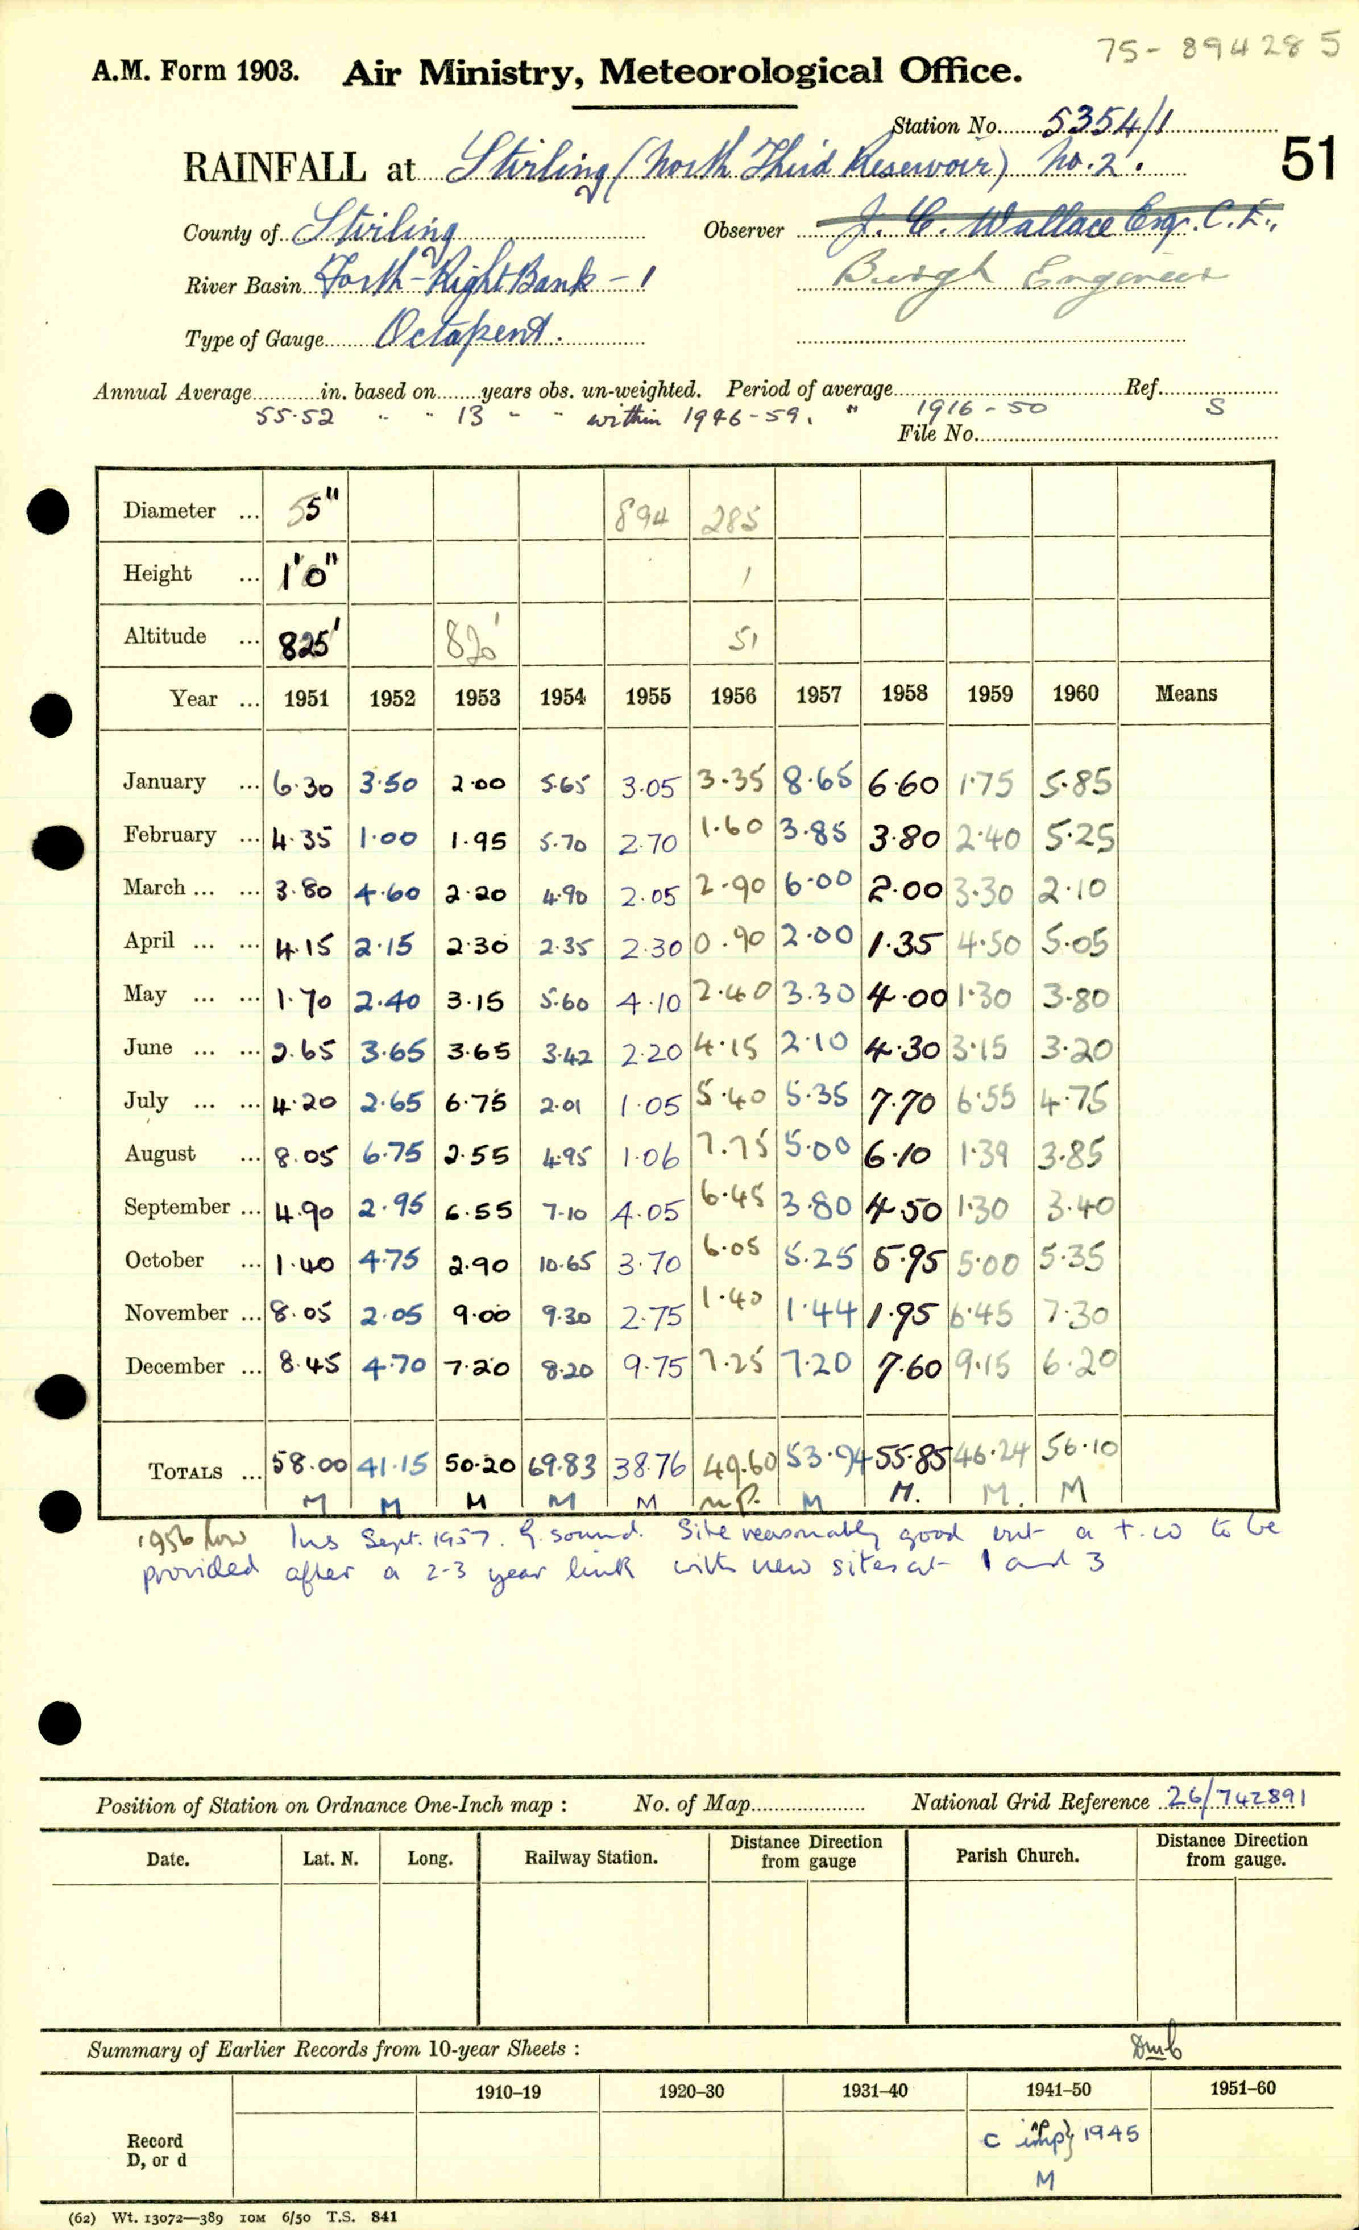 75- 894285
A.M. Form 1903. Air Ministry, Meteorological Office.
Station No. 5354/1
RAINFALL at Stirling (North Third Reservoir) No. 2. 51
County of Stirling Observer J. C. Wallace Esqr. C.E.,
River Basin Forth - Right Bank - 1 Burgh Engineer
Type of Gauge Octapent.
Annual Average in. based on years obs. un-weighted. Period of average Ref.
55.52 " " 13 " " within 1946-59. " 1916-50 S
File No.
Diameter ... 5" 894 285
Height ... 1'0" 1
Altitude ... 825' 820' 51
Year ... 1951 1952 1953 1954 1955 1956 1957 1958 1959 1960 Means
January ... 6.30 3.50 2.00 5.65 3.05 3.35 8.65 6.60 1.75 5.85
February ... 4.35 1.00 1.95 5.70 2.70 1.60 3.85 3.80 2.40 5.25
March ... ... 3.80 4.60 2.20 4.90 2.05 2.90 6.00 2.00 3.30 2.10
April ... ... 4.15 2.15 2.30 2.35 2.30 0.90 2.00 1.35 4.50 5.05
May ... ... 1.70 2.40 3.15 5.60 4.10 2.40 3.30 4.00 1.30 3.80
June ... ... 2.65 3.65 3.65 3.42 2.20 4.15 2.10 4.30 3.15 3.20
July ... ... 4.20 2.65 6.75 2.01 1.05 5.40 5.35 7.70 6.55 4.75
August ... 8.05 6.75 2.55 4.95 1.06 7.75 5.00 6.10 1.39 3.85
September ... 4.90 2.95 6.55 7.10 4.05 6.45 3.80 4.50 1.30 3.40
October ... 1.40 4.75 2.90 10.65 3.70 6.05 5.25 5.95 5.00 5.35
November ... 8.05 2.05 9.00 9.30 2.75 1.40 1.44 1.95 6.45 7.30
December ... 8.45 4.70 7.20 8.20 9.75 7.25 7.20 7.60 9.15 6.20
TOTALS ... 58.00 41.15 50.20 69.83 38.76 49.60 53.94 55.85 46.24 56.10
M M M M M n.p. M M. M. M
1956 low Ins Sept. 1957. G. sound. Site reasonably good but a t.w to be
provided after a 2-3 year link with new sites at 1 and 3
Position of Station on Ordnance One-Inch map : No. of Map National Grid Reference 26/742891
Date. Lat. N. Long. Railway Station. Distance Direction from gauge Parish Church. Distance Direction from gauge.
Summary of Earlier Records from 10-year Sheets : Dmb
1910-19 1920-30 1931-40 1941-50 1951-60
Record D, or d C np imp} 1945
M
(62) Wt. 13072—389 10M 6/50 T.S. 841